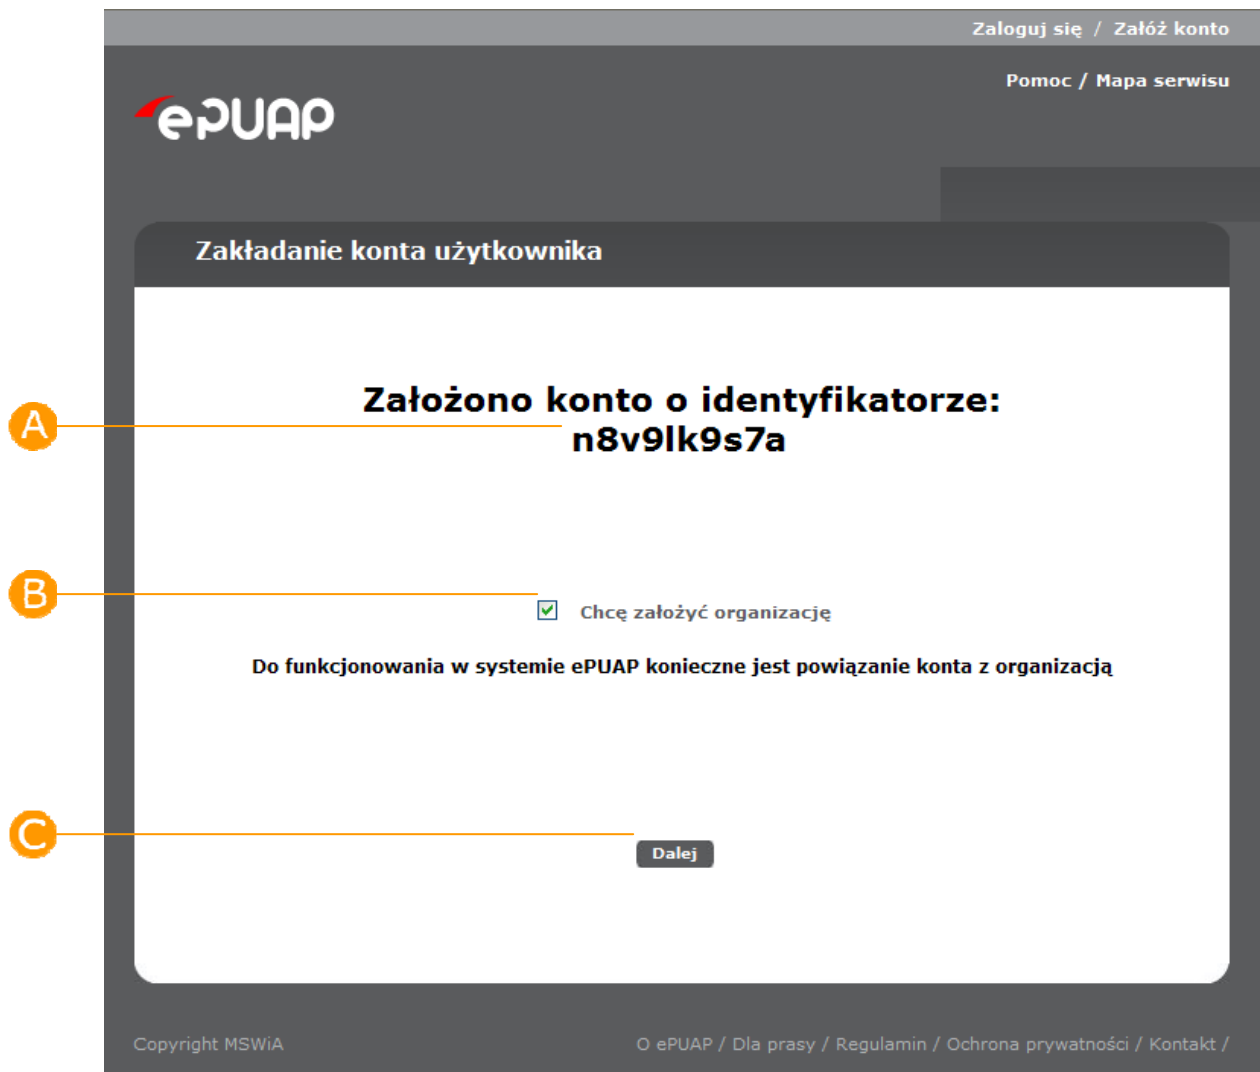 Zaloguj się / Załóż konto
Pomoc / Mapa serwisu
ePUAP
Zakładanie konta użytkownika
Założono konto o identyfikatorze:
A
n8v9lk9s7a
B
Chcę założyć organizację
Do funkcjonowania w systemie ePUAP konieczne jest powiązanie konta z organizacją
C
Dalej
Copyright MSWiA
O ePUAP / Dla prasy / Regulamin / Ochrona prywatności / Kontakt /